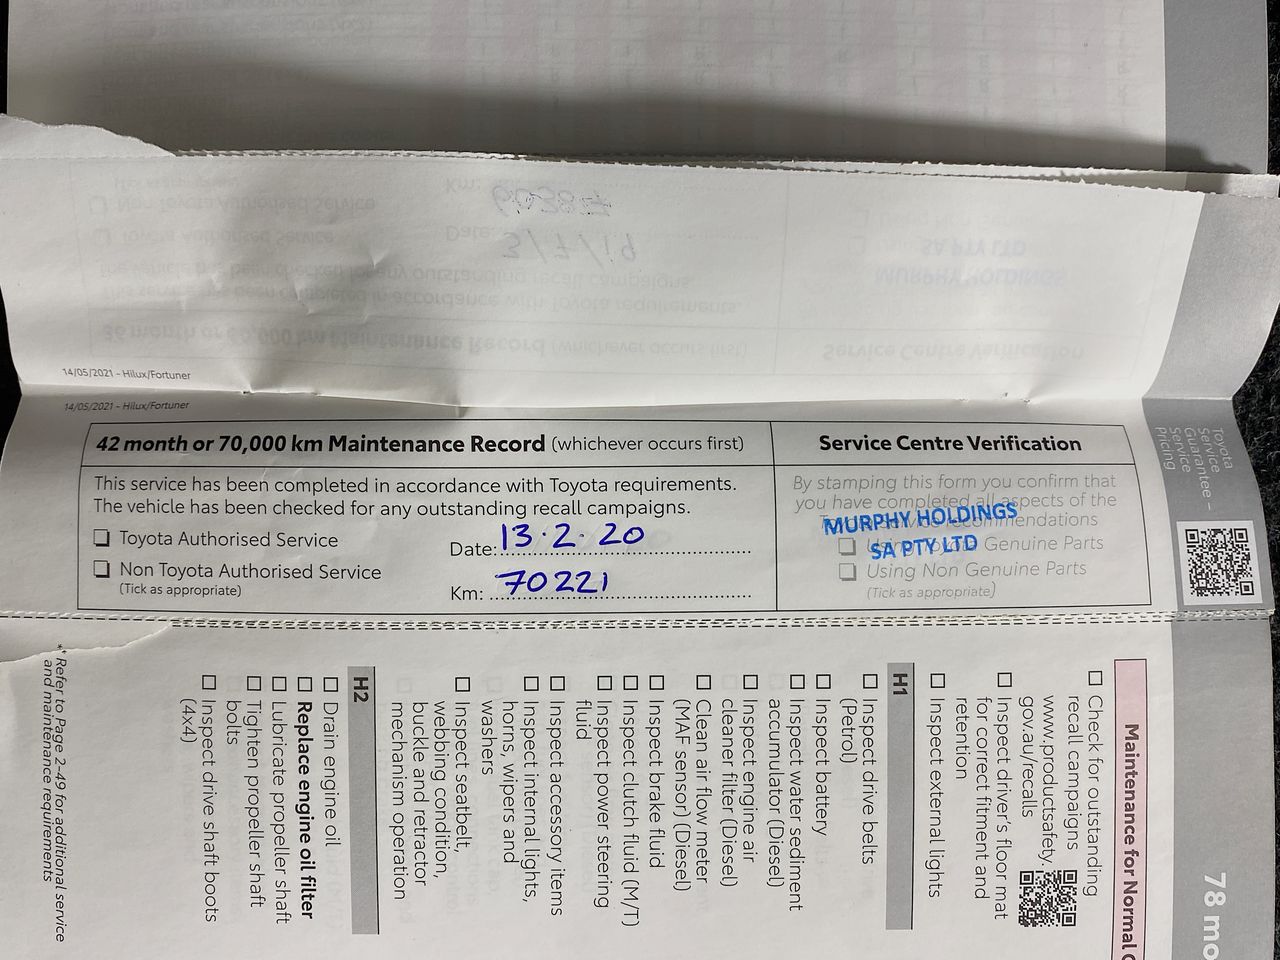 14/05/2021 - Hilux/Fortuner
14/05/2021 - Hilux/Fortuner
42 month or 70,000 km Maintenance Record (whichever occurs first)
This service has been completed in accordance with Toyota requirements.
The vehicle has been checked for any outstanding recall campaigns.
❑ Toyota Authorised Service
❑ Non Toyota Authorised Service
(Tick as appropriate)
Date: 13.2.20
Km: 70221
Service Centre Verification
By stamping this form you confirm that
you have completed all aspects of the
recommendations
MURPHY HOLDINGS
SA PTY LTD
❑ Using Toyota Genuine Parts
❑ Using Non Genuine Parts
(Tick as appropriate)
Toyota
Service
Guarantee –
Service
Pricing
78 mo
Maintenance for Normal
☐ Check for outstanding
recall campaigns
www.productsafety.
gov.au/recalls
☐ Inspect driver's floor mat
for correct fitment and
retention
☐ Inspect external lights
H1
☐ Inspect drive belts
(Petrol)
☐ Inspect battery
☐ Inspect water sediment
accumulator (Diesel)
☐ Inspect engine air
cleaner filter (Diesel)
☐ Clean air flow meter
(MAF sensor) (Diesel)
☐ Inspect brake fluid
☐ Inspect clutch fluid (M/T)
☐ Inspect power steering
fluid
☐ Inspect accessory items
☐ Inspect internal lights,
horns, wipers and
washers
☐ Inspect seatbelt,
webbing condition,
buckle and retractor
mechanism operation
H2
☐ Drain engine oil
☐ Replace engine oil filter
☐ Lubricate propeller shaft
☐ Tighten propeller shaft
bolts
☐ Inspect drive shaft boots
(4x4)
** Refer to Page 2-49 for additional service
and maintenance requirements